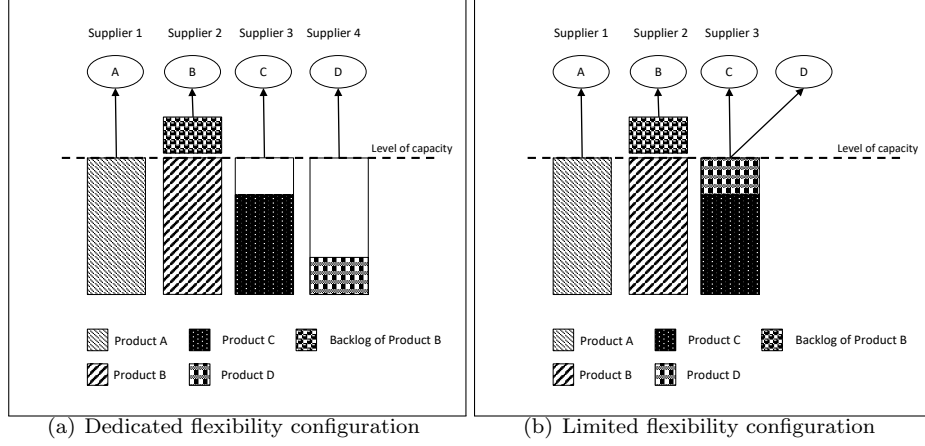 Supplier 1 Supplier 2 Supplier 3 Supplier 4
A B C D
Level of capacity
Product A Product C Backlog of Product B
Product B Product D
(a) Dedicated flexibility configuration
Supplier 1 Supplier 2 Supplier 3
A B C D
Level of capacity
Product A Product C Backlog of Product B
Product B Product D
(b) Limited flexibility configuration